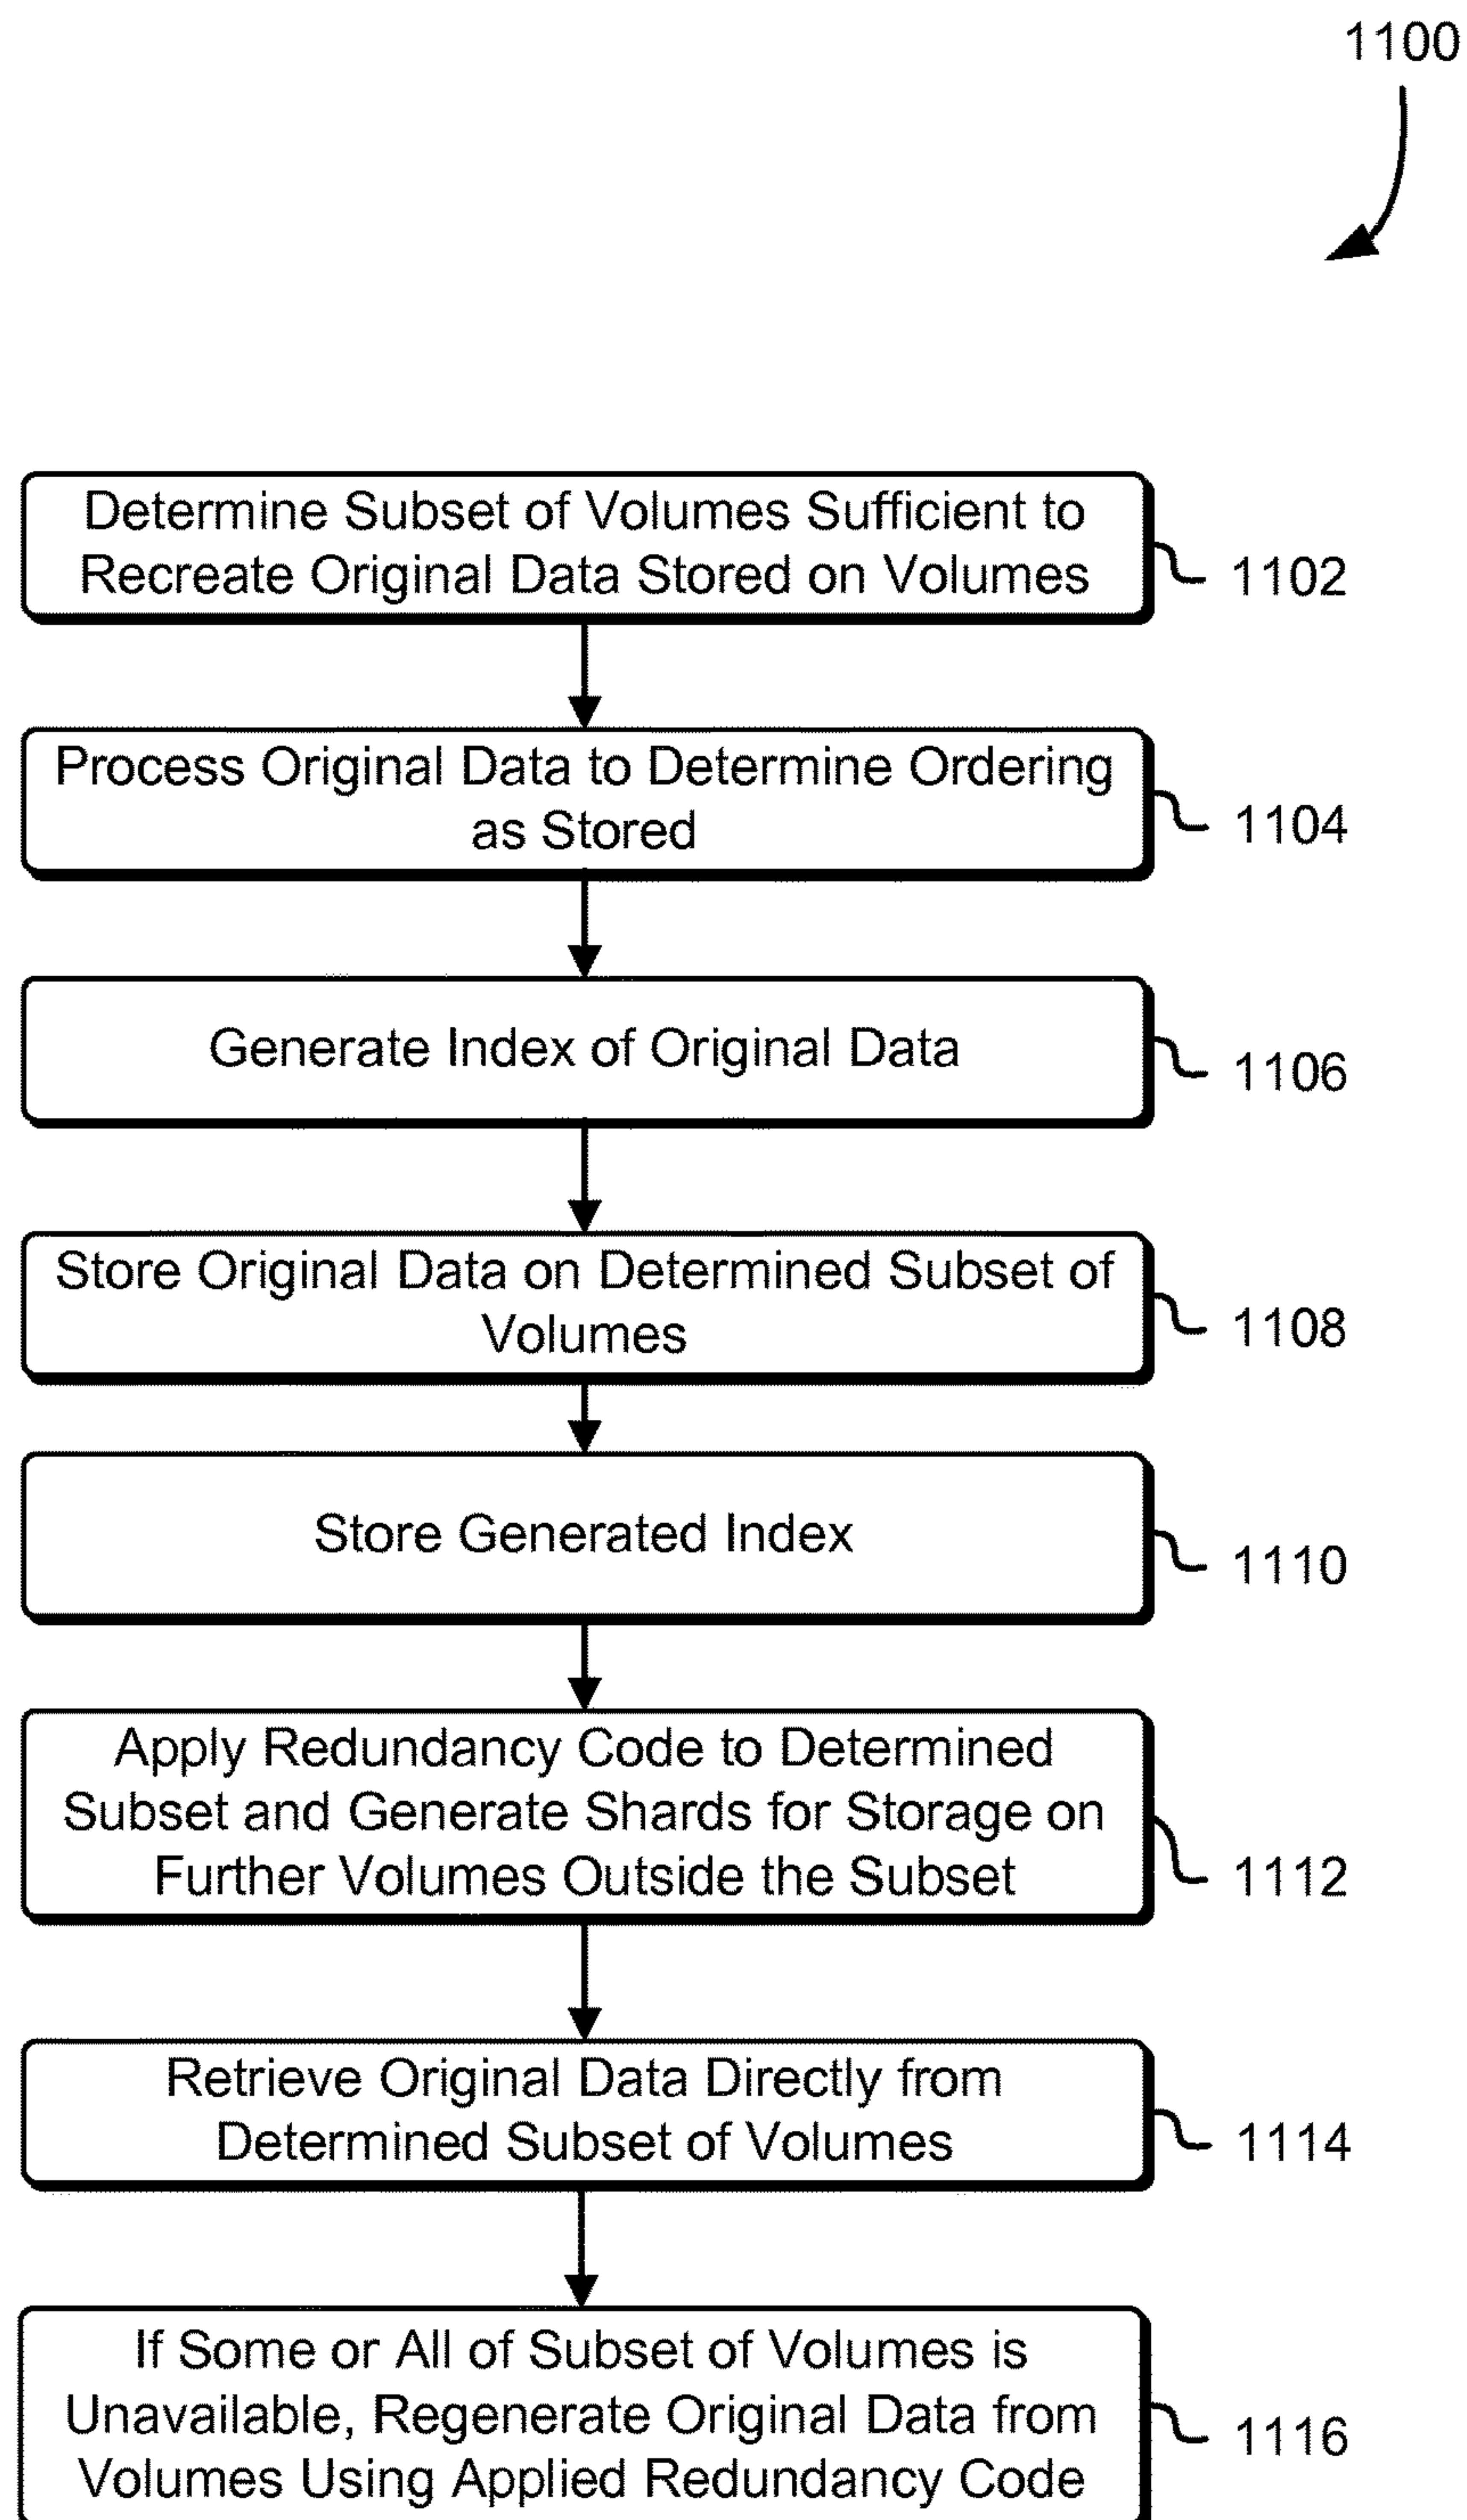 1100
Determine Subset of Volumes Sufficient to
Recreate Original Data Stored on Volumes
1102
Process Original Data to Determine Ordering
as Stored
1104
Generate Index of Original Data
1106
Store Original Data on Determined Subset of
Volumes
1108
Store Generated Index
1110
Apply Redundancy Code to Determined
Subset and Generate Shards for Storage on
Further Volumes Outside the Subset
1112
Retrieve Original Data Directly from
Determined Subset of Volumes
1114
If Some or All of Subset of Volumes is
Unavailable, Regenerate Original Data from
Volumes Using Applied Redundancy Code
1116